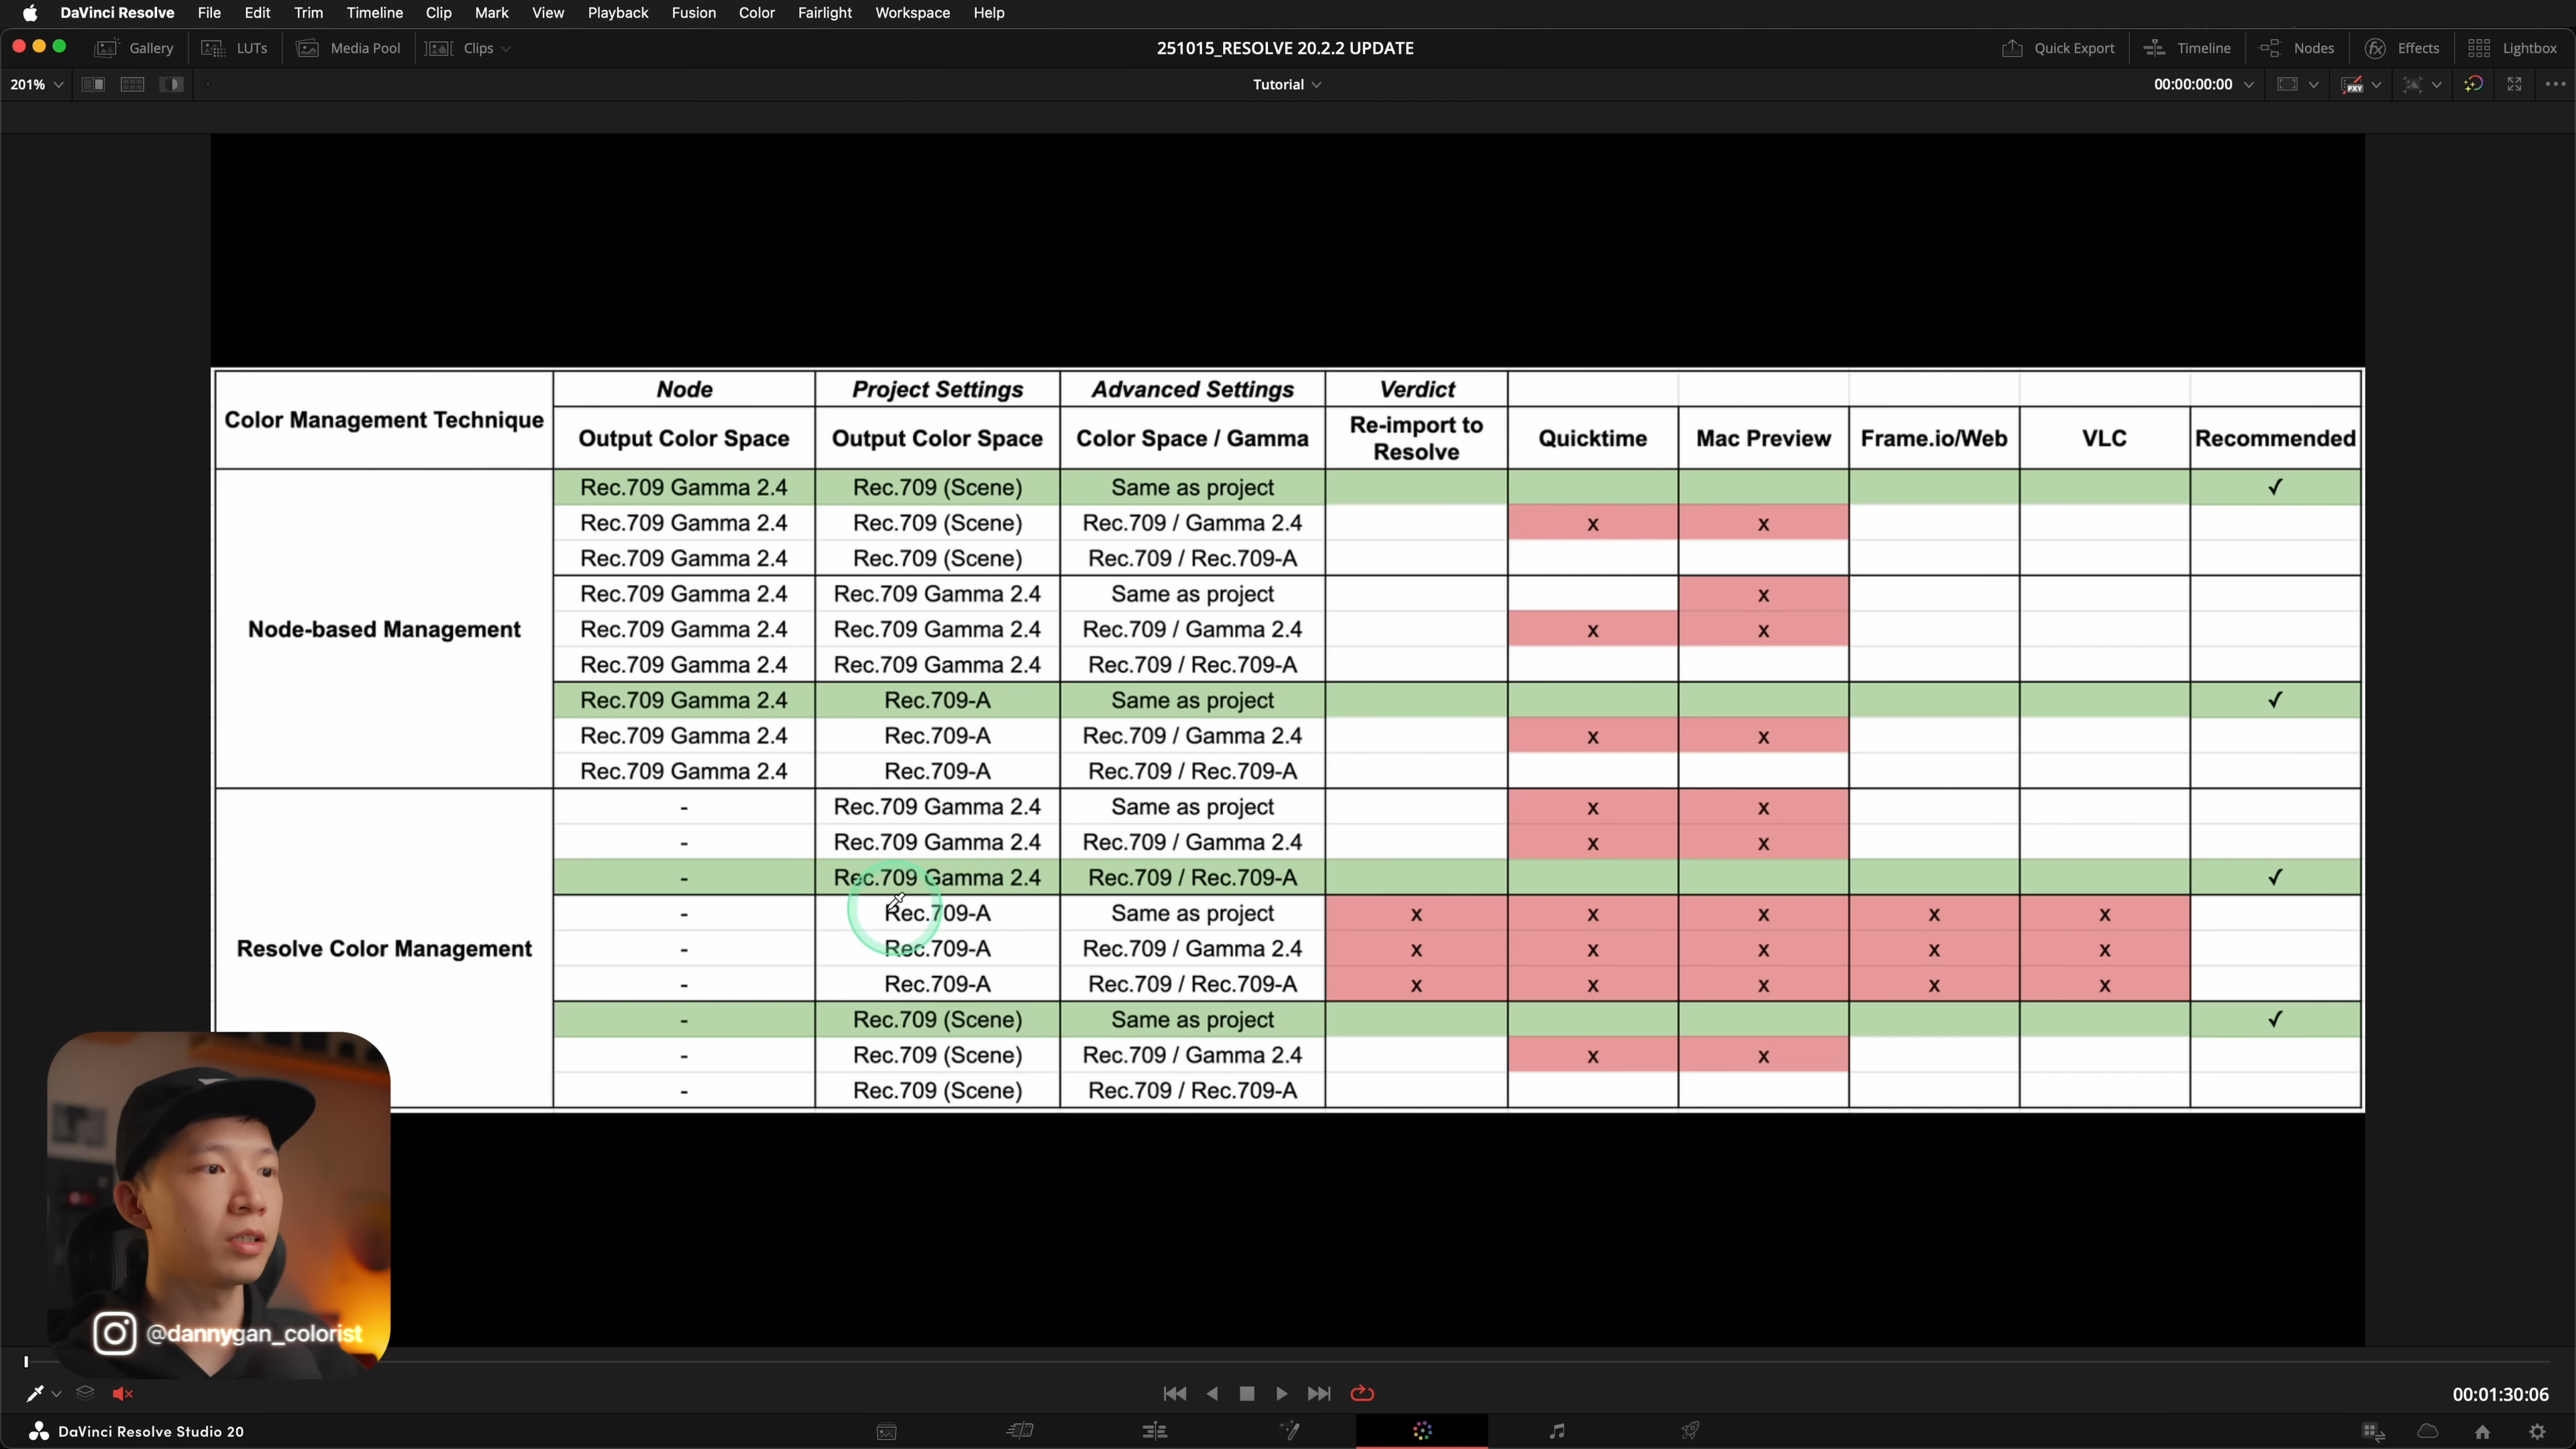 DaVinci Resolve File Edit Trim Timeline Clip Mark View Playback Fusion Color Fairlight Workspace Help
Gallery LUTs Media Pool Clips 251015_RESOLVE 20.2.2 UPDATE Quick Export Timeline Nodes Effects Lightbox
201% Tutorial 00:00:00:00 PXY
Node Project Settings Advanced Settings Verdict
Color Management Technique Output Color Space Output Color Space Color Space / Gamma Re-import to Resolve Quicktime Mac Preview Frame.io/Web VLC Recommended
Rec.709 Gamma 2.4 Rec.709 (Scene) Same as project ✓
Rec.709 Gamma 2.4 Rec.709 (Scene) Rec.709 / Gamma 2.4 x x
Rec.709 Gamma 2.4 Rec.709 (Scene) Rec.709 / Rec.709-A
Rec.709 Gamma 2.4 Rec.709 Gamma 2.4 Same as project x
Node-based Management Rec.709 Gamma 2.4 Rec.709 Gamma 2.4 Rec.709 / Gamma 2.4 x x
Rec.709 Gamma 2.4 Rec.709 Gamma 2.4 Rec.709 / Rec.709-A
Rec.709 Gamma 2.4 Rec.709-A Same as project ✓
Rec.709 Gamma 2.4 Rec.709-A Rec.709 / Gamma 2.4 x x
Rec.709 Gamma 2.4 Rec.709-A Rec.709 / Rec.709-A
- Rec.709 Gamma 2.4 Same as project x x
- Rec.709 Gamma 2.4 Rec.709 / Gamma 2.4 x x
- Rec.709 Gamma 2.4 Rec.709 / Rec.709-A ✓
- Rec.709-A Same as project x x x x x
Resolve Color Management - Rec.709-A Rec.709 / Gamma 2.4 x x x x x
- Rec.709-A Rec.709 / Rec.709-A x x x x x
- Rec.709 (Scene) Same as project ✓
- Rec.709 (Scene) Rec.709 / Gamma 2.4 x x
- Rec.709 (Scene) Rec.709 / Rec.709-A
@dannygan_colorist
00:01:30:06
DaVinci Resolve Studio 20